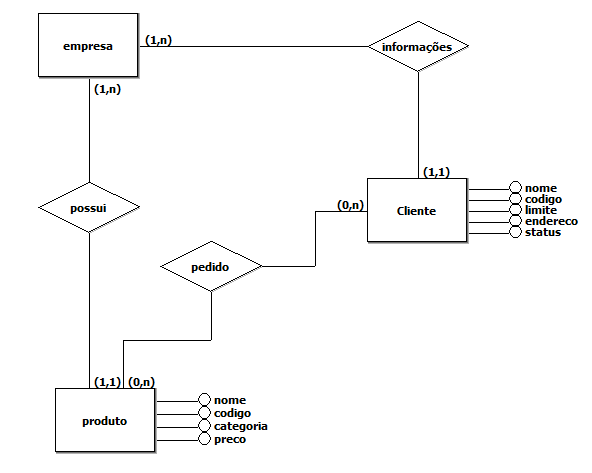 empresa
(1,n)
informações
(1,n)
(1,1)
possui
(0,n)
Cliente
nome
codigo
limite
endereco
status
pedido
(1,1)
(0,n)
produto
nome
codigo
categoria
preco